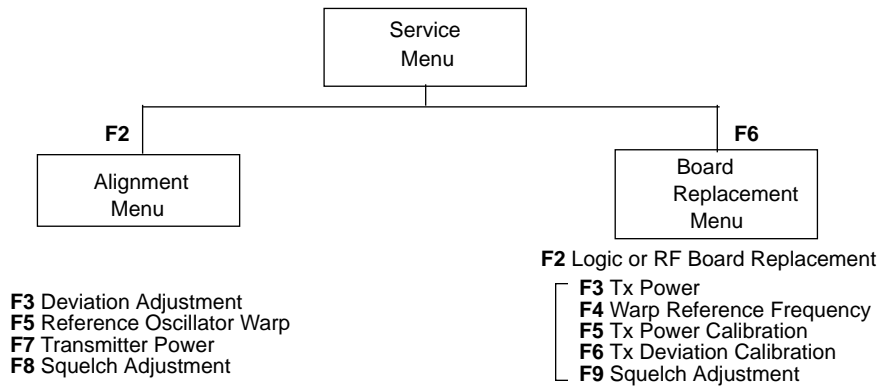 Service
Menu
F2
F6
Alignment
Menu
Board
Replacement
Menu
F3 Deviation Adjustment
F5 Reference Oscillator Warp
F7 Transmitter Power
F8 Squelch Adjustment
F2 Logic or RF Board Replacement
F3 Tx Power
F4 Warp Reference Frequency
F5 Tx Power Calibration
F6 Tx Deviation Calibration
F9 Squelch Adjustment